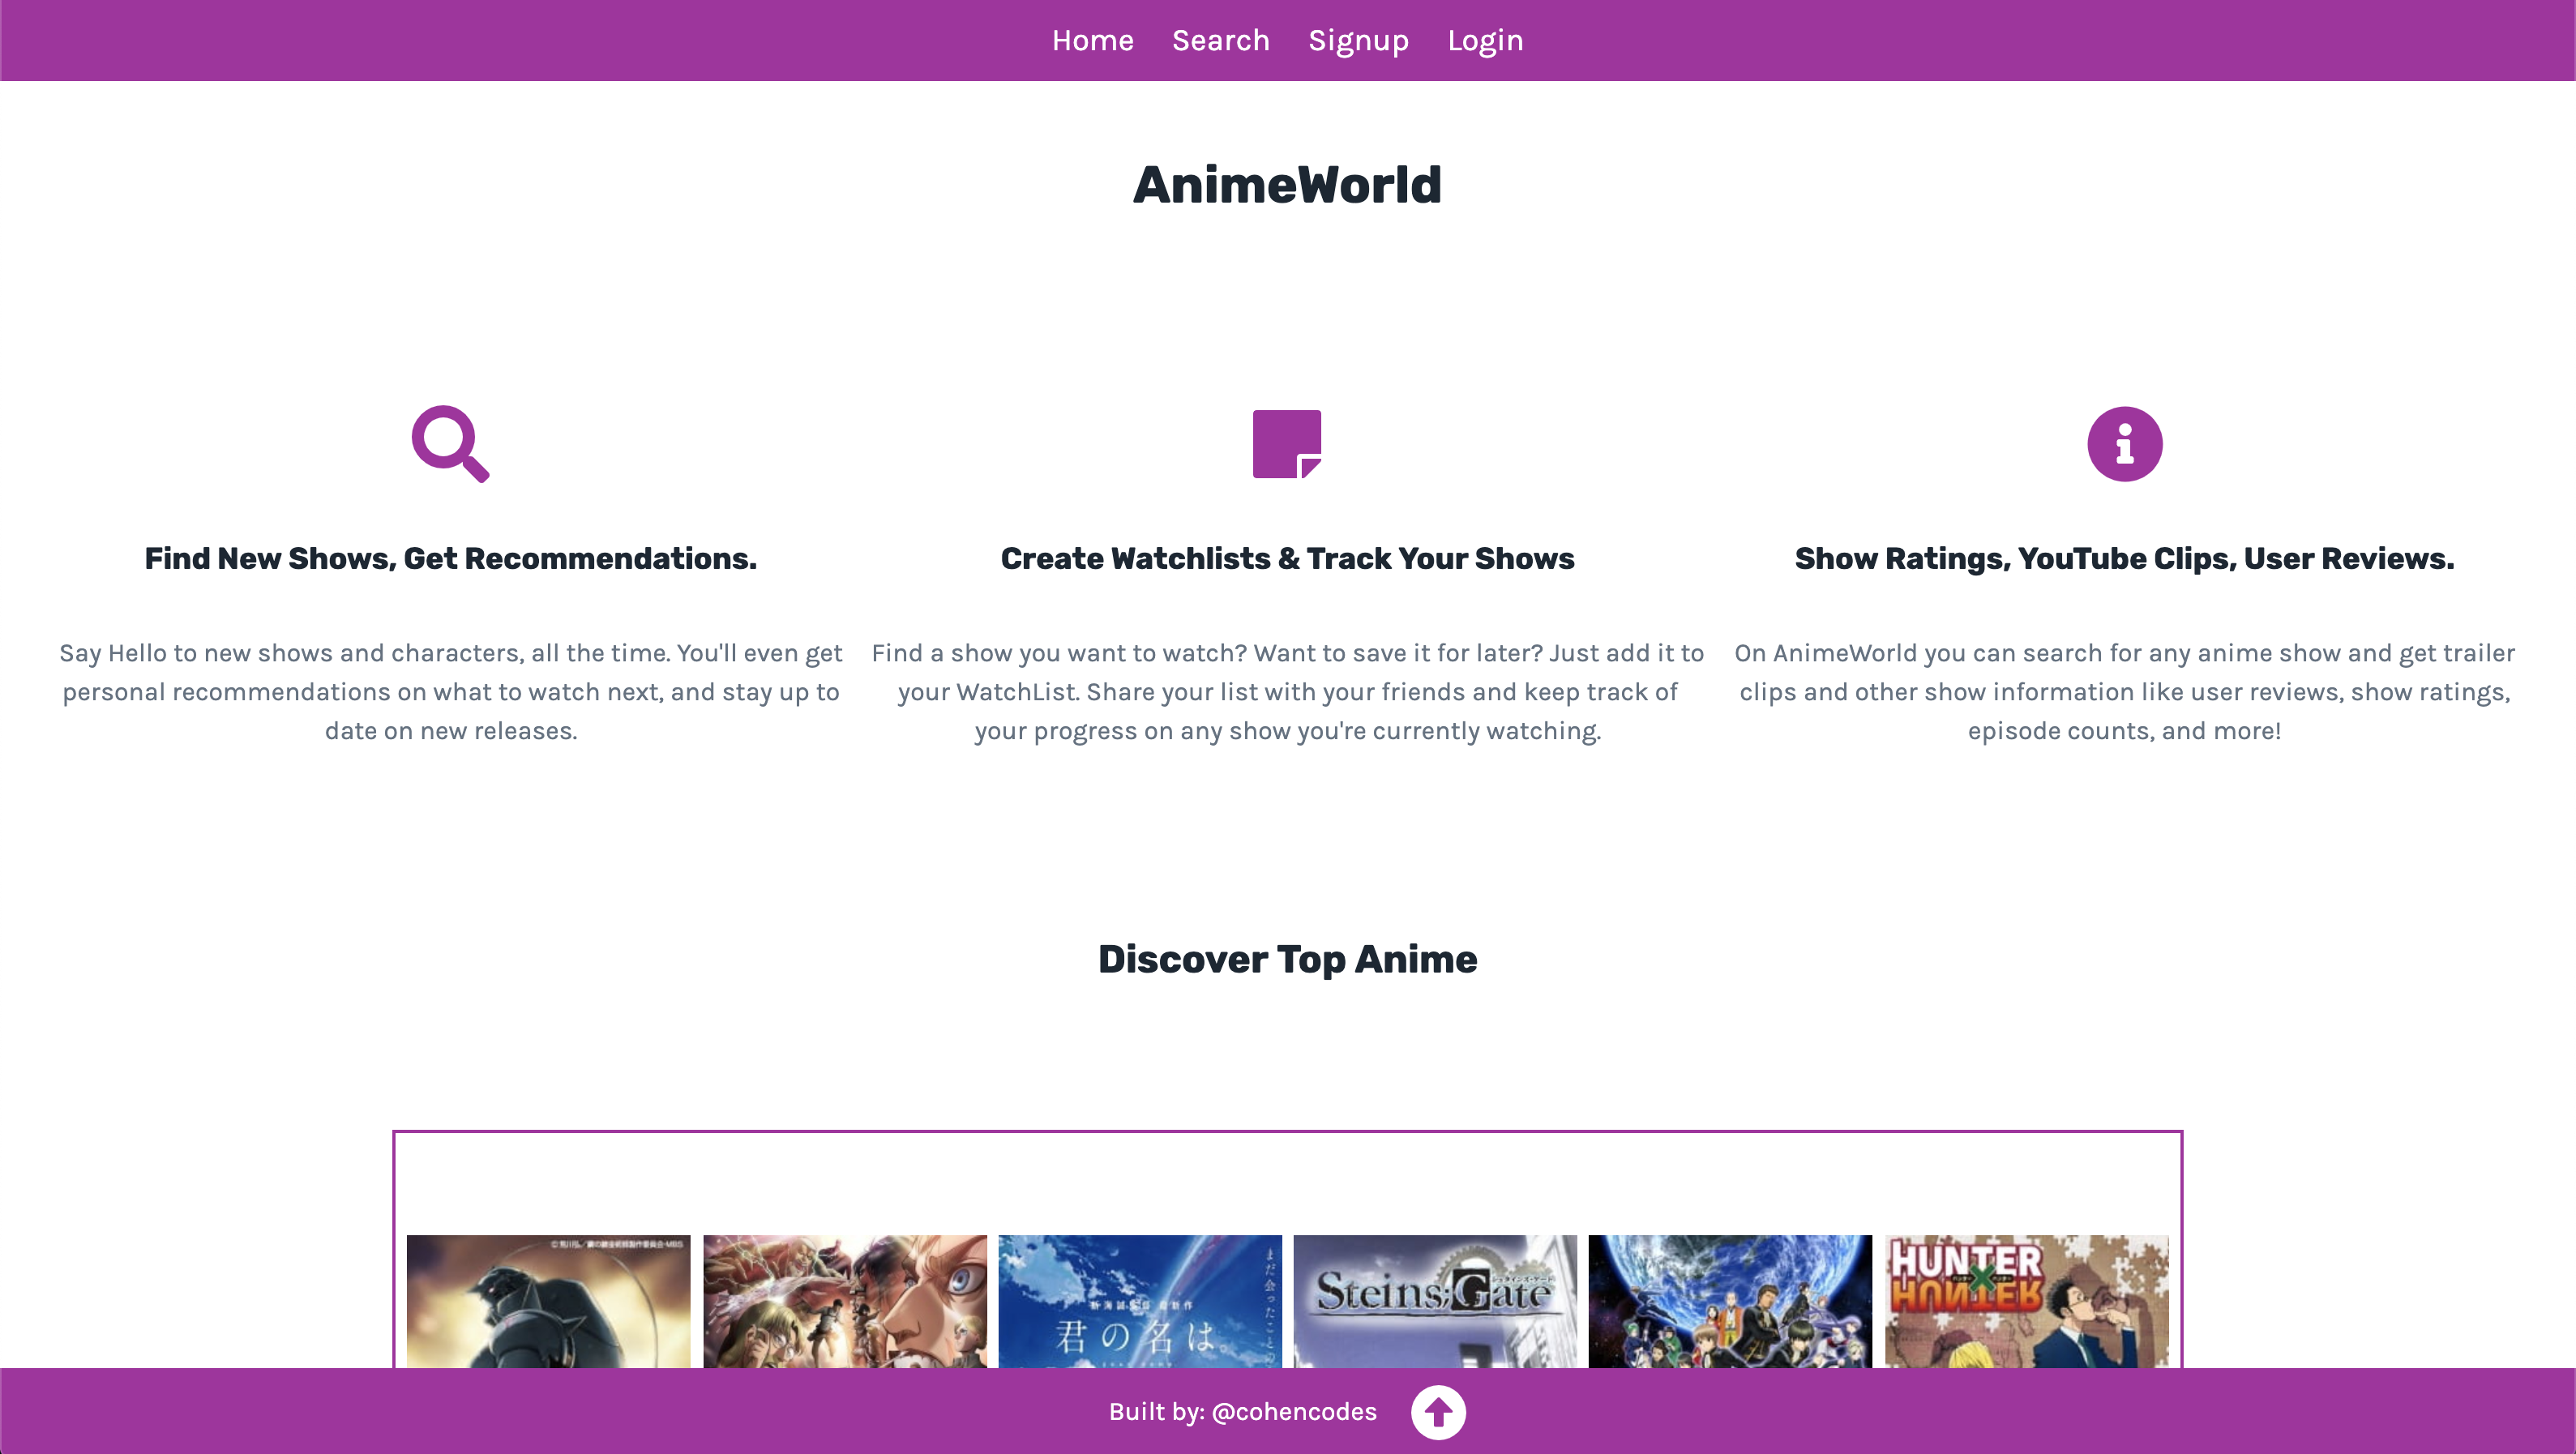 Home Search Signup Login
AnimeWorld
Find New Shows, Get Recommendations.
Say Hello to new shows and characters, all the time. You'll even get
personal recommendations on what to watch next, and stay up to
date on new releases.
Create Watchlists & Track Your Shows
Find a show you want to watch? Want to save it for later? Just add it to
your WatchList. Share your list with your friends and keep track of
your progress on any show you're currently watching.
Show Ratings, YouTube Clips, User Reviews.
On AnimeWorld you can search for any anime show and get trailer
clips and other show information like user reviews, show ratings,
episode counts, and more!
Discover Top Anime
君の名は。
Steins;Gate
HUNTER
HUNTER
Built by: @cohencodes